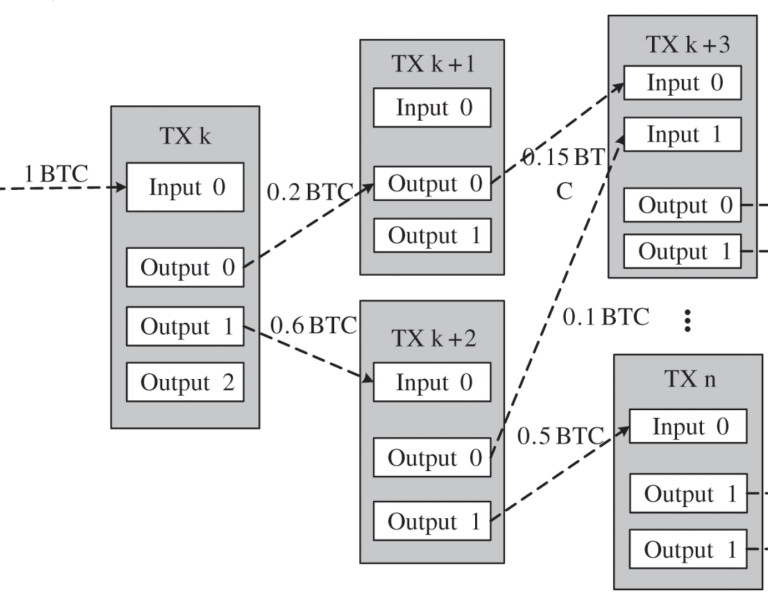 1 BTC
TX k
Input 0
Output 0
Output 1
Output 2
0.2 BTC
0.6 BTC
TX k+1
Input 0
Output 0
Output 1
TX k+2
Input 0
Output 0
Output 1
0.15 BT
C
0.1 BTC
0.5 BTC
TX k+3
Input 0
Input 1
Output 0
Output 1
TX n
Input 0
Output 1
Output 1